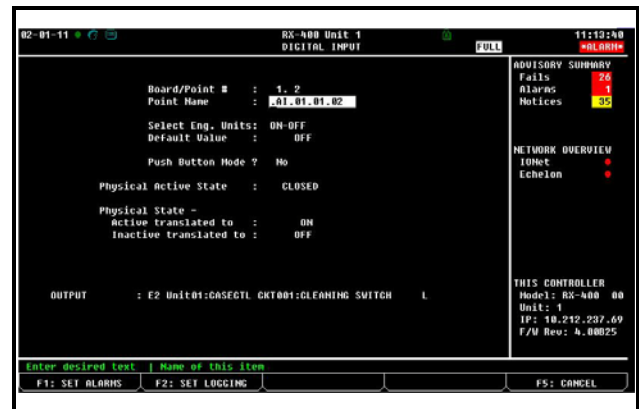 02-01-11 RX-400 Unit 1 11:13:40
DIGITAL INPUT FULL *ALARM*
Board/Point # : 1. 2
Point Name : .AI.01.01.02
Select Eng. Units: ON-OFF
Default Value : OFF
Push Button Mode ? No
Physical Active State : CLOSED
Physical State -
Active translated to : ON
Inactive translated to : OFF
OUTPUT : E2 Unit01:CASECTL CKT001:CLEANING SWITCH L
ADVISORY SUMMARY
Fails 26
Alarms 1
Notices 35
NETWORK OVERVIEW
IONet
Echelon
THIS CONTROLLER
Model: RX-400 00
Unit: 1
IP: 10.212.237.69
F/W Rev: 4.00B25
Enter desired text | Name of this item
F1: SET ALARMS F2: SET LOGGING F5: CANCEL